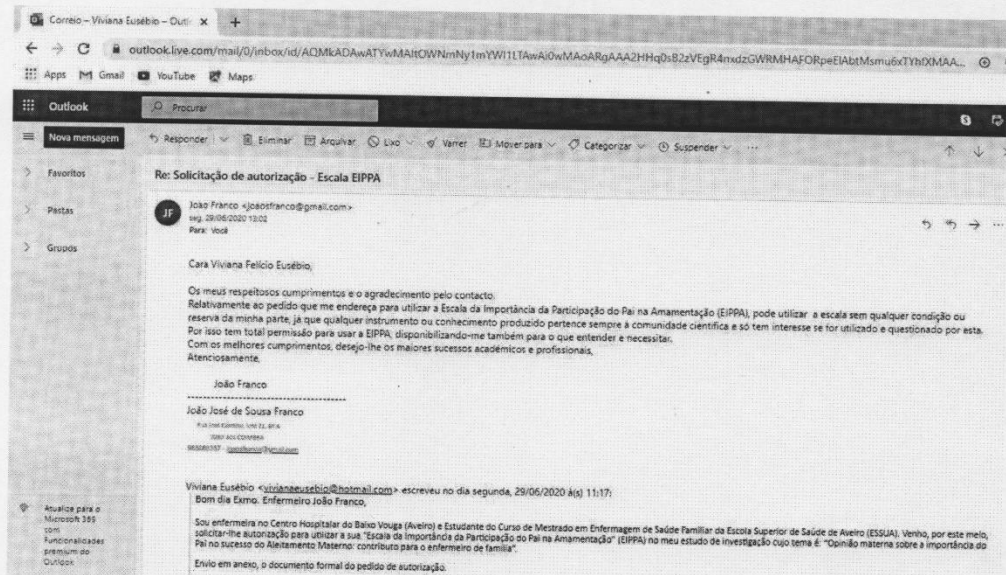 Correio – Viviana Eusébio – Outl
outlook.live.com/mail/0/inbox/id/
Apps Gmail YouTube Maps
Outlook Procurar
Nova mensagem Responder Eliminar Arquivar Lixo Varrer Mover para Categorizar Suspender ...
Favoritos
Pastas
Grupos
Re: Solicitação de autorização - Escala EIPPA
JF
João Franco <joaosfranco@gmail.com>
seg, 29/06/2020 13:02
Para: Você
Cara Viviana Felício Eusébio,
Os meus respeitosos cumprimentos e o agradecimento pelo contacto.
Relativamente ao pedido que me endereça para utilizar a Escala da Importância da Participação do Pai na Amamentação (EIPPA), pode utilizar a escala sem qualquer condição ou
reserva da minha parte, já que qualquer instrumento ou conhecimento produzido pertence sempre à comunidade científica e só tem interesse se for utilizado e questionado por esta.
Por isso tem total permissão para usar a EIPPA, disponibilizando-me também para o que entender e necessitar.
Com os melhores cumprimentos, desejo-lhe os maiores sucessos académicos e profissionais,
Atenciosamente,
João Franco
João José de Sousa Franco
COIMBRA
Viviana Eusébio <vivianaeusebio@hotmail.com> escreveu no dia segunda, 29/06/2020 à(s) 11:17:
Bom dia Exmo. Enfermeiro João Franco,
Sou enfermeira no Centro Hospitalar do Baixo Vouga (Aveiro) e Estudante do Curso de Mestrado em Enfermagem de Saúde Familiar da Escola Superior de Saúde de Aveiro (ESSUA). Venho, por este meio,
solicitar-lhe autorização para utilizar a sua "Escala da Importância da Participação do Pai na Amamentação" (EIPPA) no meu estudo de investigação cujo tema é: "Opinião materna sobre a importância do
Pai no sucesso do Aleitamento Materno: contributo para o enfermeiro de família".
Envio em anexo, o documento formal do pedido de autorização.
Atualize para o
Microsoft 365
com
Funcionalidades
premium do
Outlook